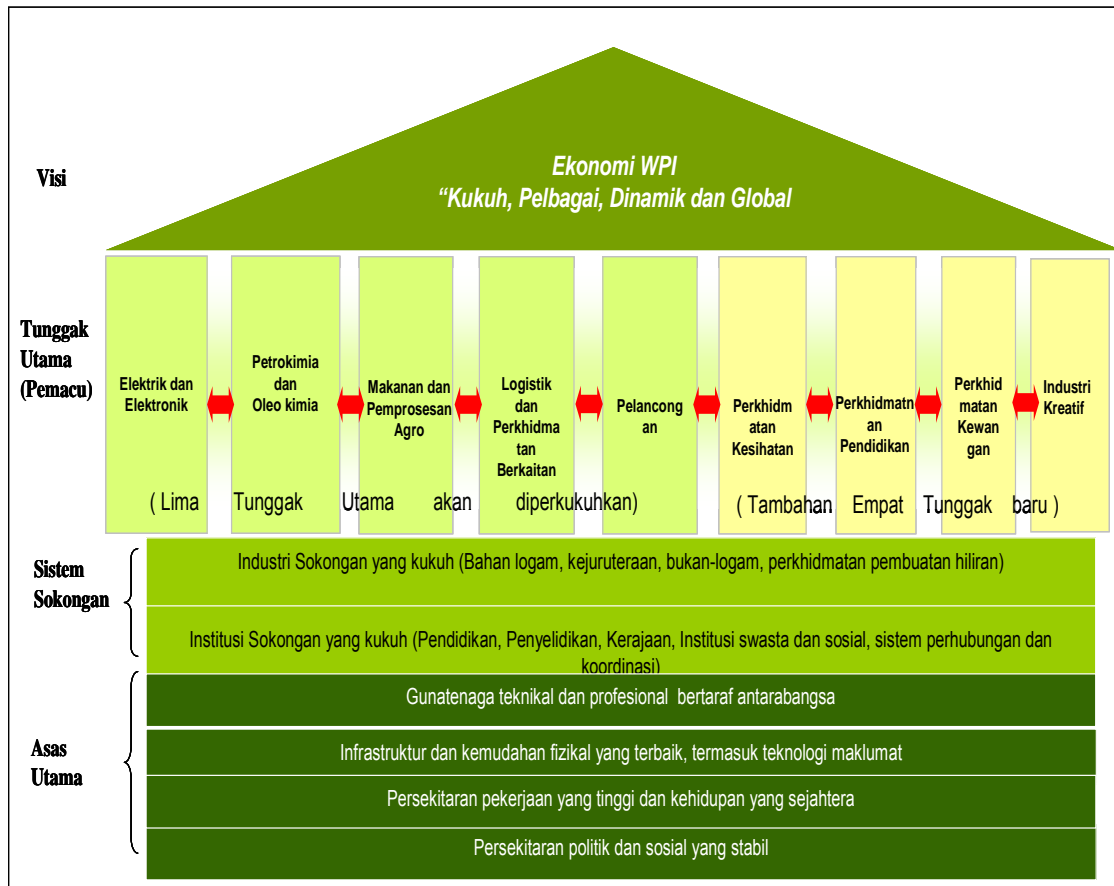 Visi
Ekonomi WPI
“Kukuh, Pelbagai, Dinamik dan Global
Tunggak
Utama
(Pemacu)
Elektrik dan
Elektronik
Petrokimia
dan
Oleo kimia
Makanan dan
Pemprosesan
Agro
Logistik
dan
Perkhidma
tan
Berkaitan
Pelancong
an
Perkhidm
atan
Kesihatan
Perkhidmatn
an
Pendidikan
Perkhid
matan
Kewan
gan
Industri
Kreatif
( Lima Tunggak Utama akan diperkukuhkan)
( Tambahan Empat Tunggak baru )
Sistem
Sokongan
Industri Sokongan yang kukuh (Bahan logam, kejuruteraan, bukan-logam, perkhidmatan pembuatan hiliran)
Institusi Sokongan yang kukuh (Pendidikan, Penyelidikan, Kerajaan, Institusi swasta dan sosial, sistem perhubungan dan
koordinasi)
Asas
Utama
Gunatenaga teknikal dan profesional bertaraf antarabangsa
Infrastruktur dan kemudahan fizikal yang terbaik, termasuk teknologi maklumat
Persekitaran pekerjaan yang tinggi dan kehidupan yang sejahtera
Persekitaran politik dan sosial yang stabil